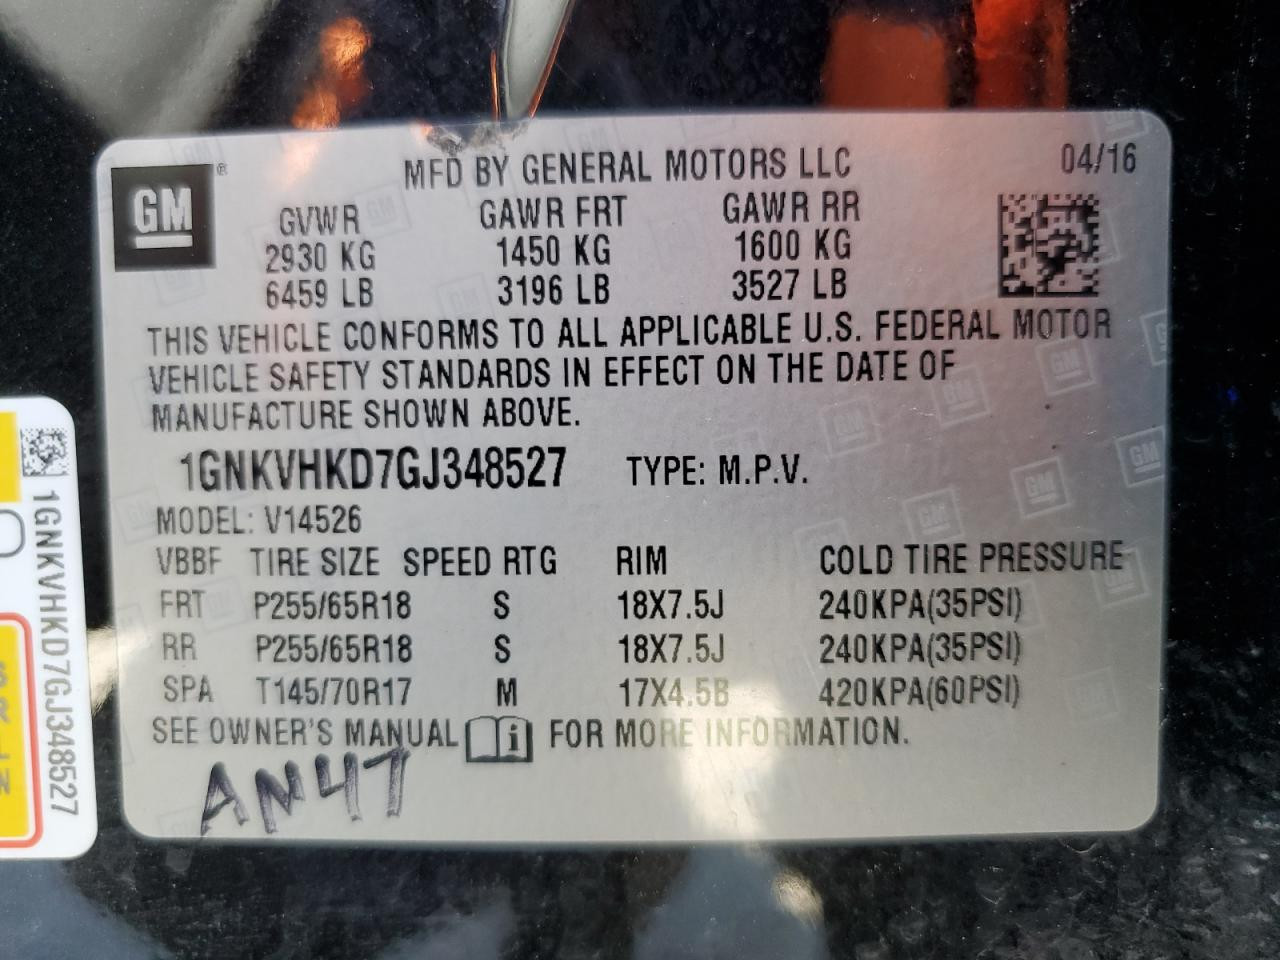 MFD BY GENERAL MOTORS LLC 04/16
GM®
GVWR GAWR FRT GAWR RR
2930 KG 1450 KG 1600 KG
6459 LB 3196 LB 3527 LB
THIS VEHICLE CONFORMS TO ALL APPLICABLE U.S. FEDERAL MOTOR
VEHICLE SAFETY STANDARDS IN EFFECT ON THE DATE OF
MANUFACTURE SHOWN ABOVE.
1GNKVHKD7GJ348527 TYPE: M.P.V.
MODEL: V14526
VBBF TIRE SIZE SPEED RTG RIM COLD TIRE PRESSURE
FRT P255/65R18 S 18X7.5J 240KPA(35PSI)
RR P255/65R18 S 18X7.5J 240KPA(35PSI)
SPA T145/70R17 M 17X4.5B 420KPA(60PSI)
SEE OWNER'S MANUAL i FOR MORE INFORMATION.
AN47
1GNKVHKD7GJ348527